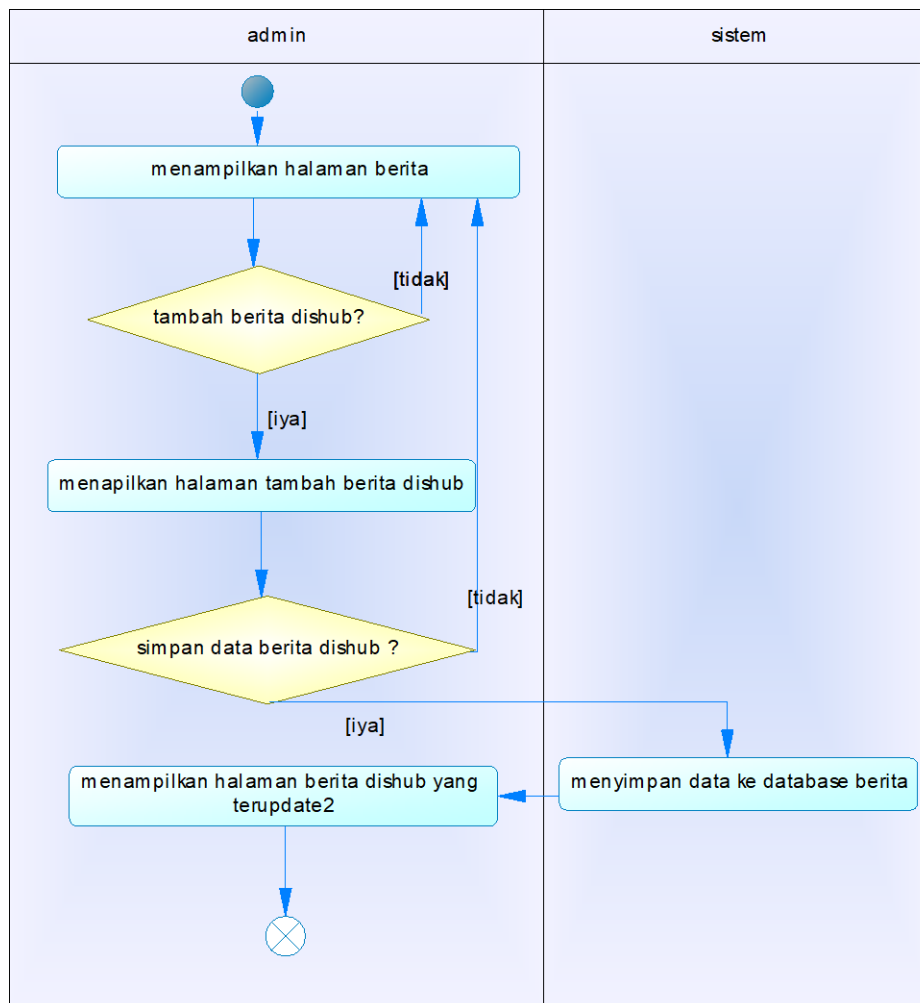 admin
sistem
menampilkan halaman berita
[tidak]
tambah berita dishub?
[iya]
menapilkan halaman tambah berita dishub
[tidak]
simpan data berita dishub ?
[iya]
menyimpan data ke database berita
menampilkan halaman berita dishub yang
terupdate2